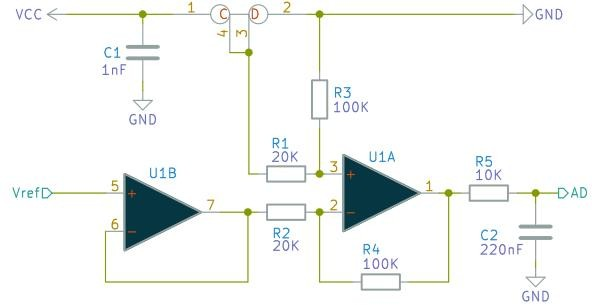 VCC 1 C D 2 GND
4 3
C1
1nF
GND
R3
100K
R1
20K
U1A
3 +
2 −
1
R5
10K
AD
U1B
Vref 5 +
6 −
7
R2
20K
R4
100K
C2
220nF
GND